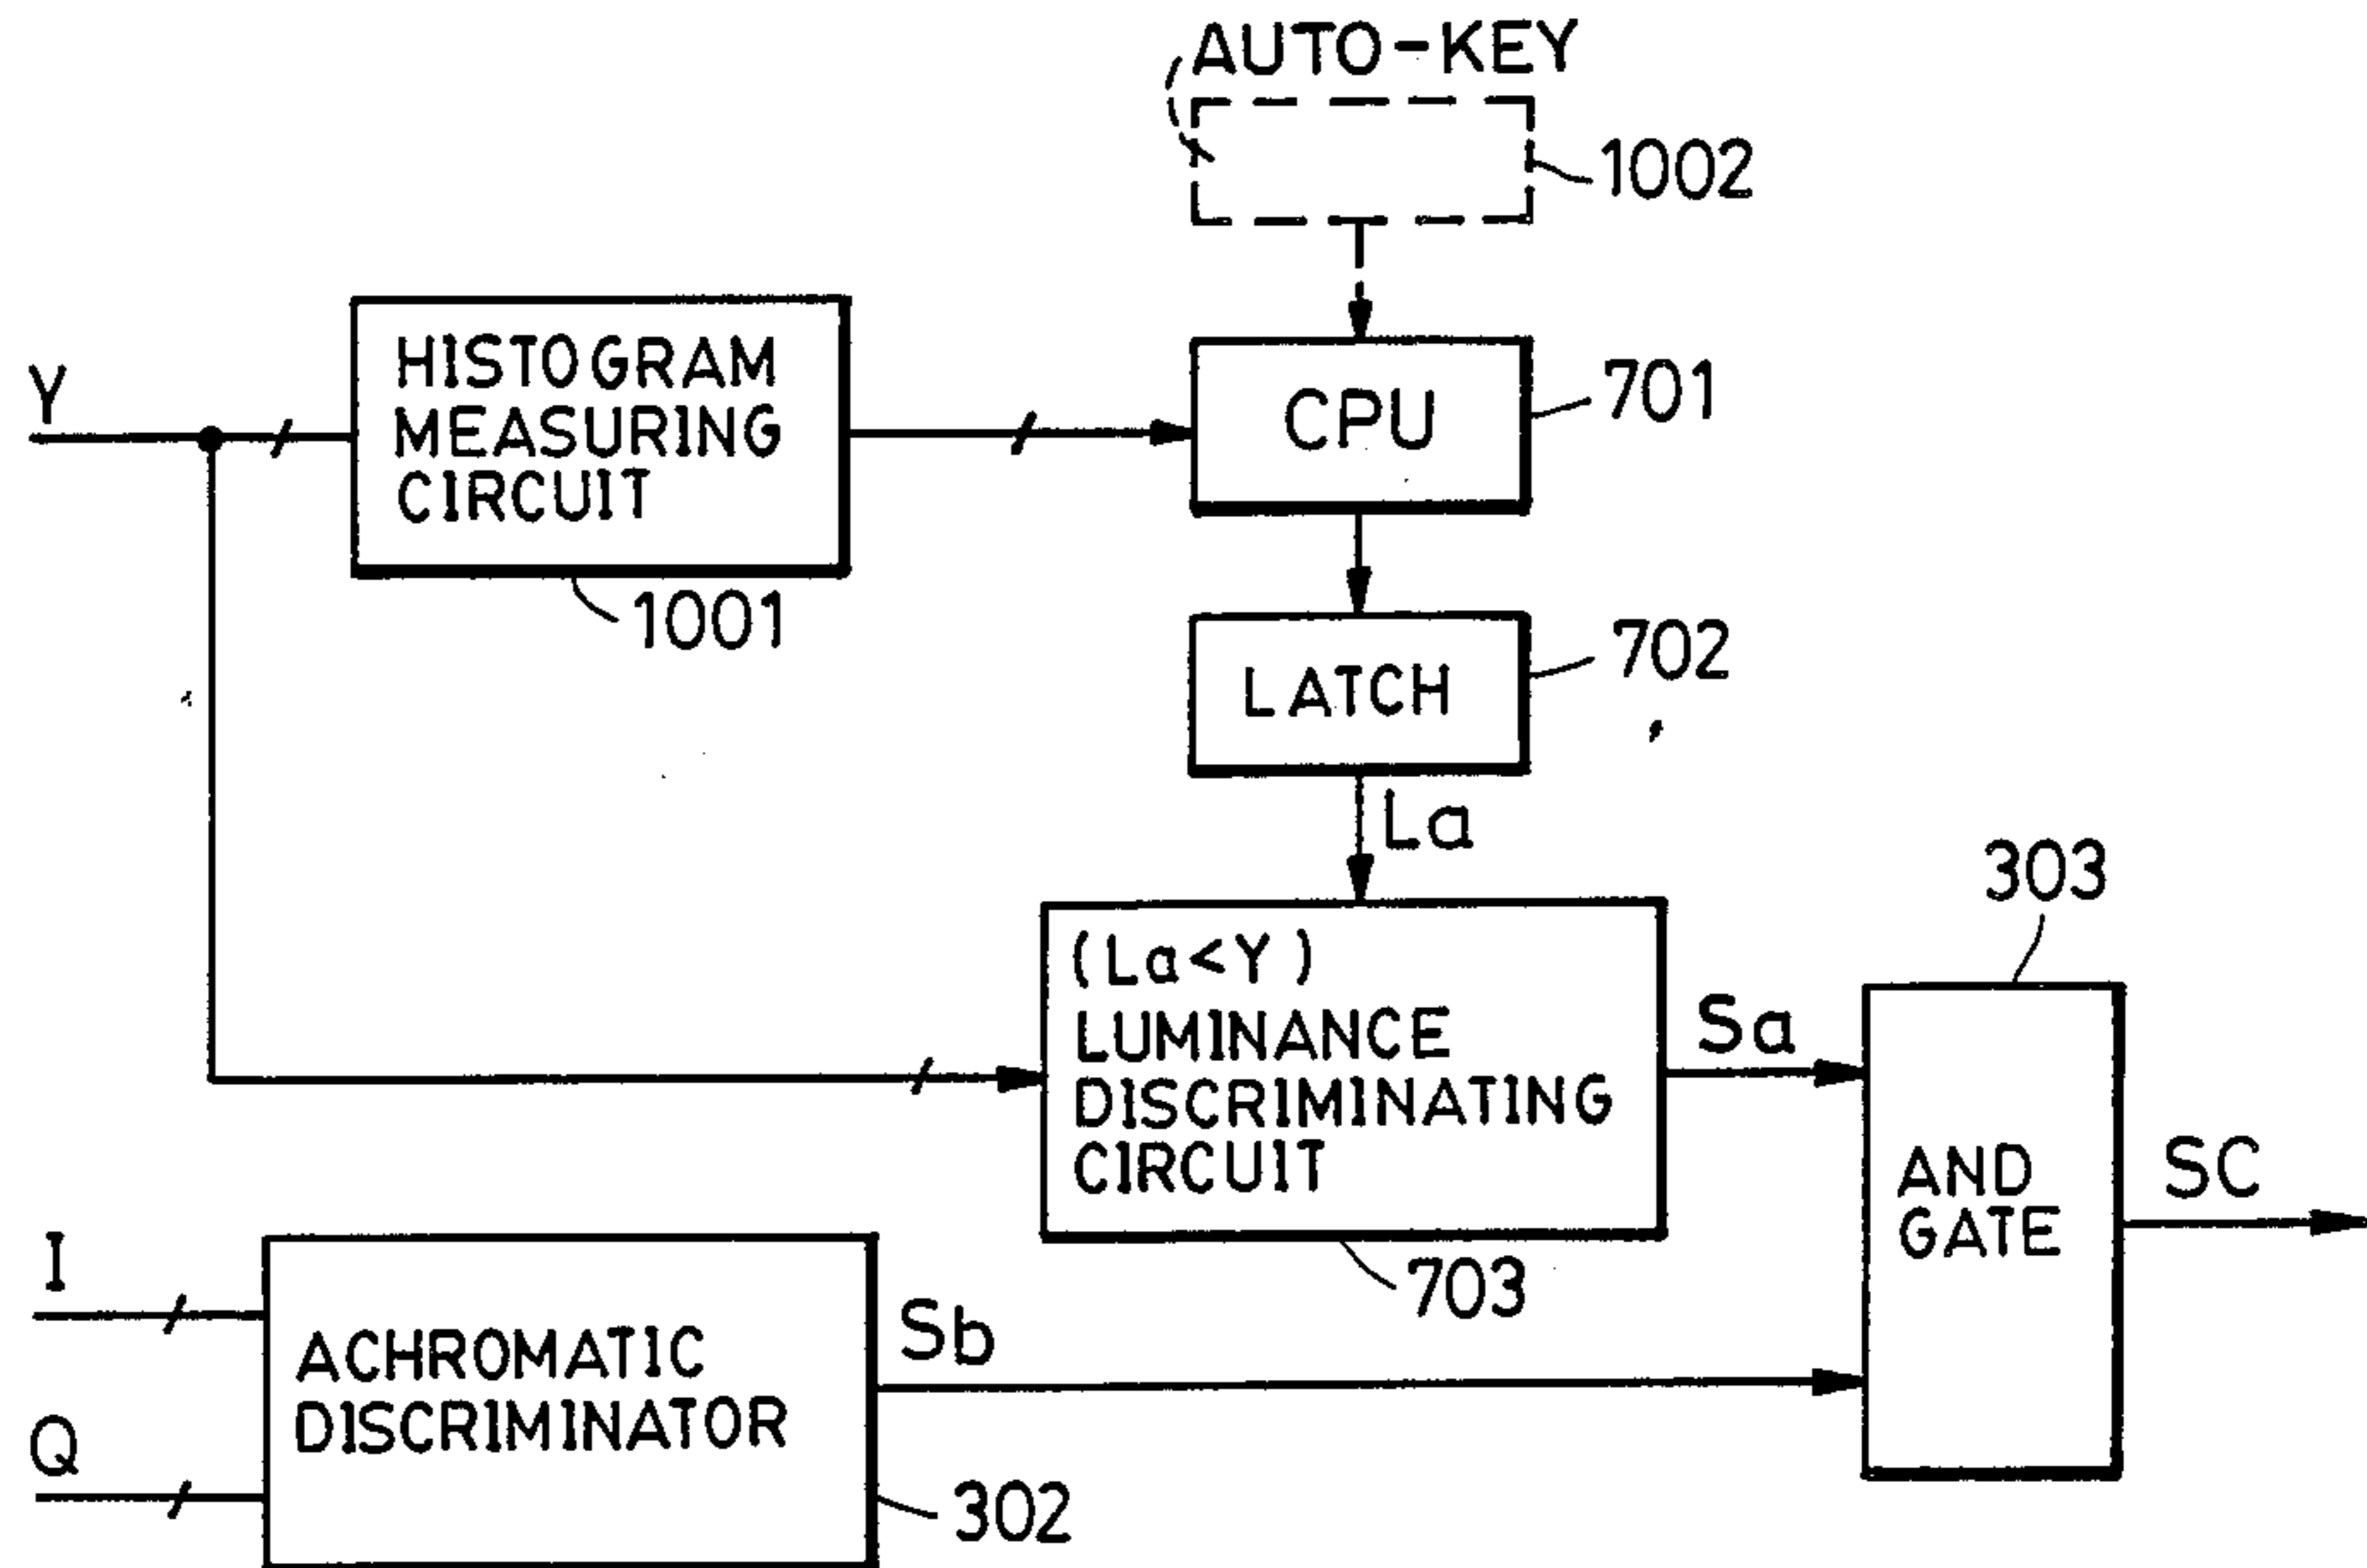 AUTO-KEY
1002
Y
HISTOGRAM
MEASURING
CIRCUIT
1001
CPU
701
LATCH
702
La
(La<Y)
LUMINANCE
DISCRIMINATING
CIRCUIT
703
Sa
303
AND
GATE
SC
I
Q
ACHROMATIC
DISCRIMINATOR
302
Sb